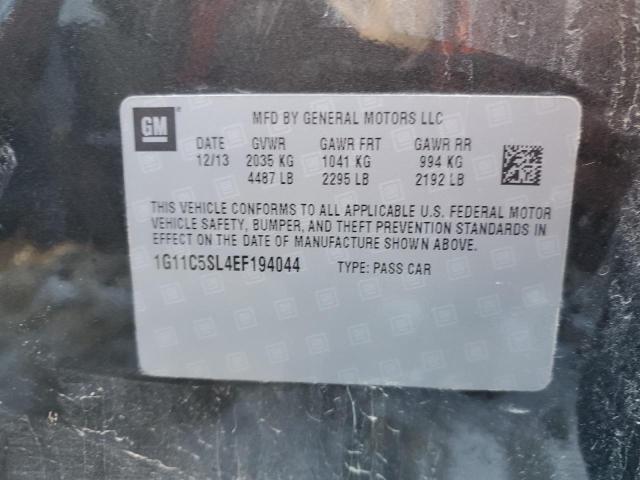 GM
MFD BY GENERAL MOTORS LLC
DATE GVWR GAWR FRT GAWR RR
12/13 2035 KG 1041 KG 994 KG
4487 LB 2295 LB 2192 LB
THIS VEHICLE CONFORMS TO ALL APPLICABLE U.S. FEDERAL MOTOR
VEHICLE SAFETY, BUMPER, AND THEFT PREVENTION STANDARDS IN
EFFECT ON THE DATE OF MANUFACTURE SHOWN ABOVE.
1G11C5SL4EF194044 TYPE: PASS CAR